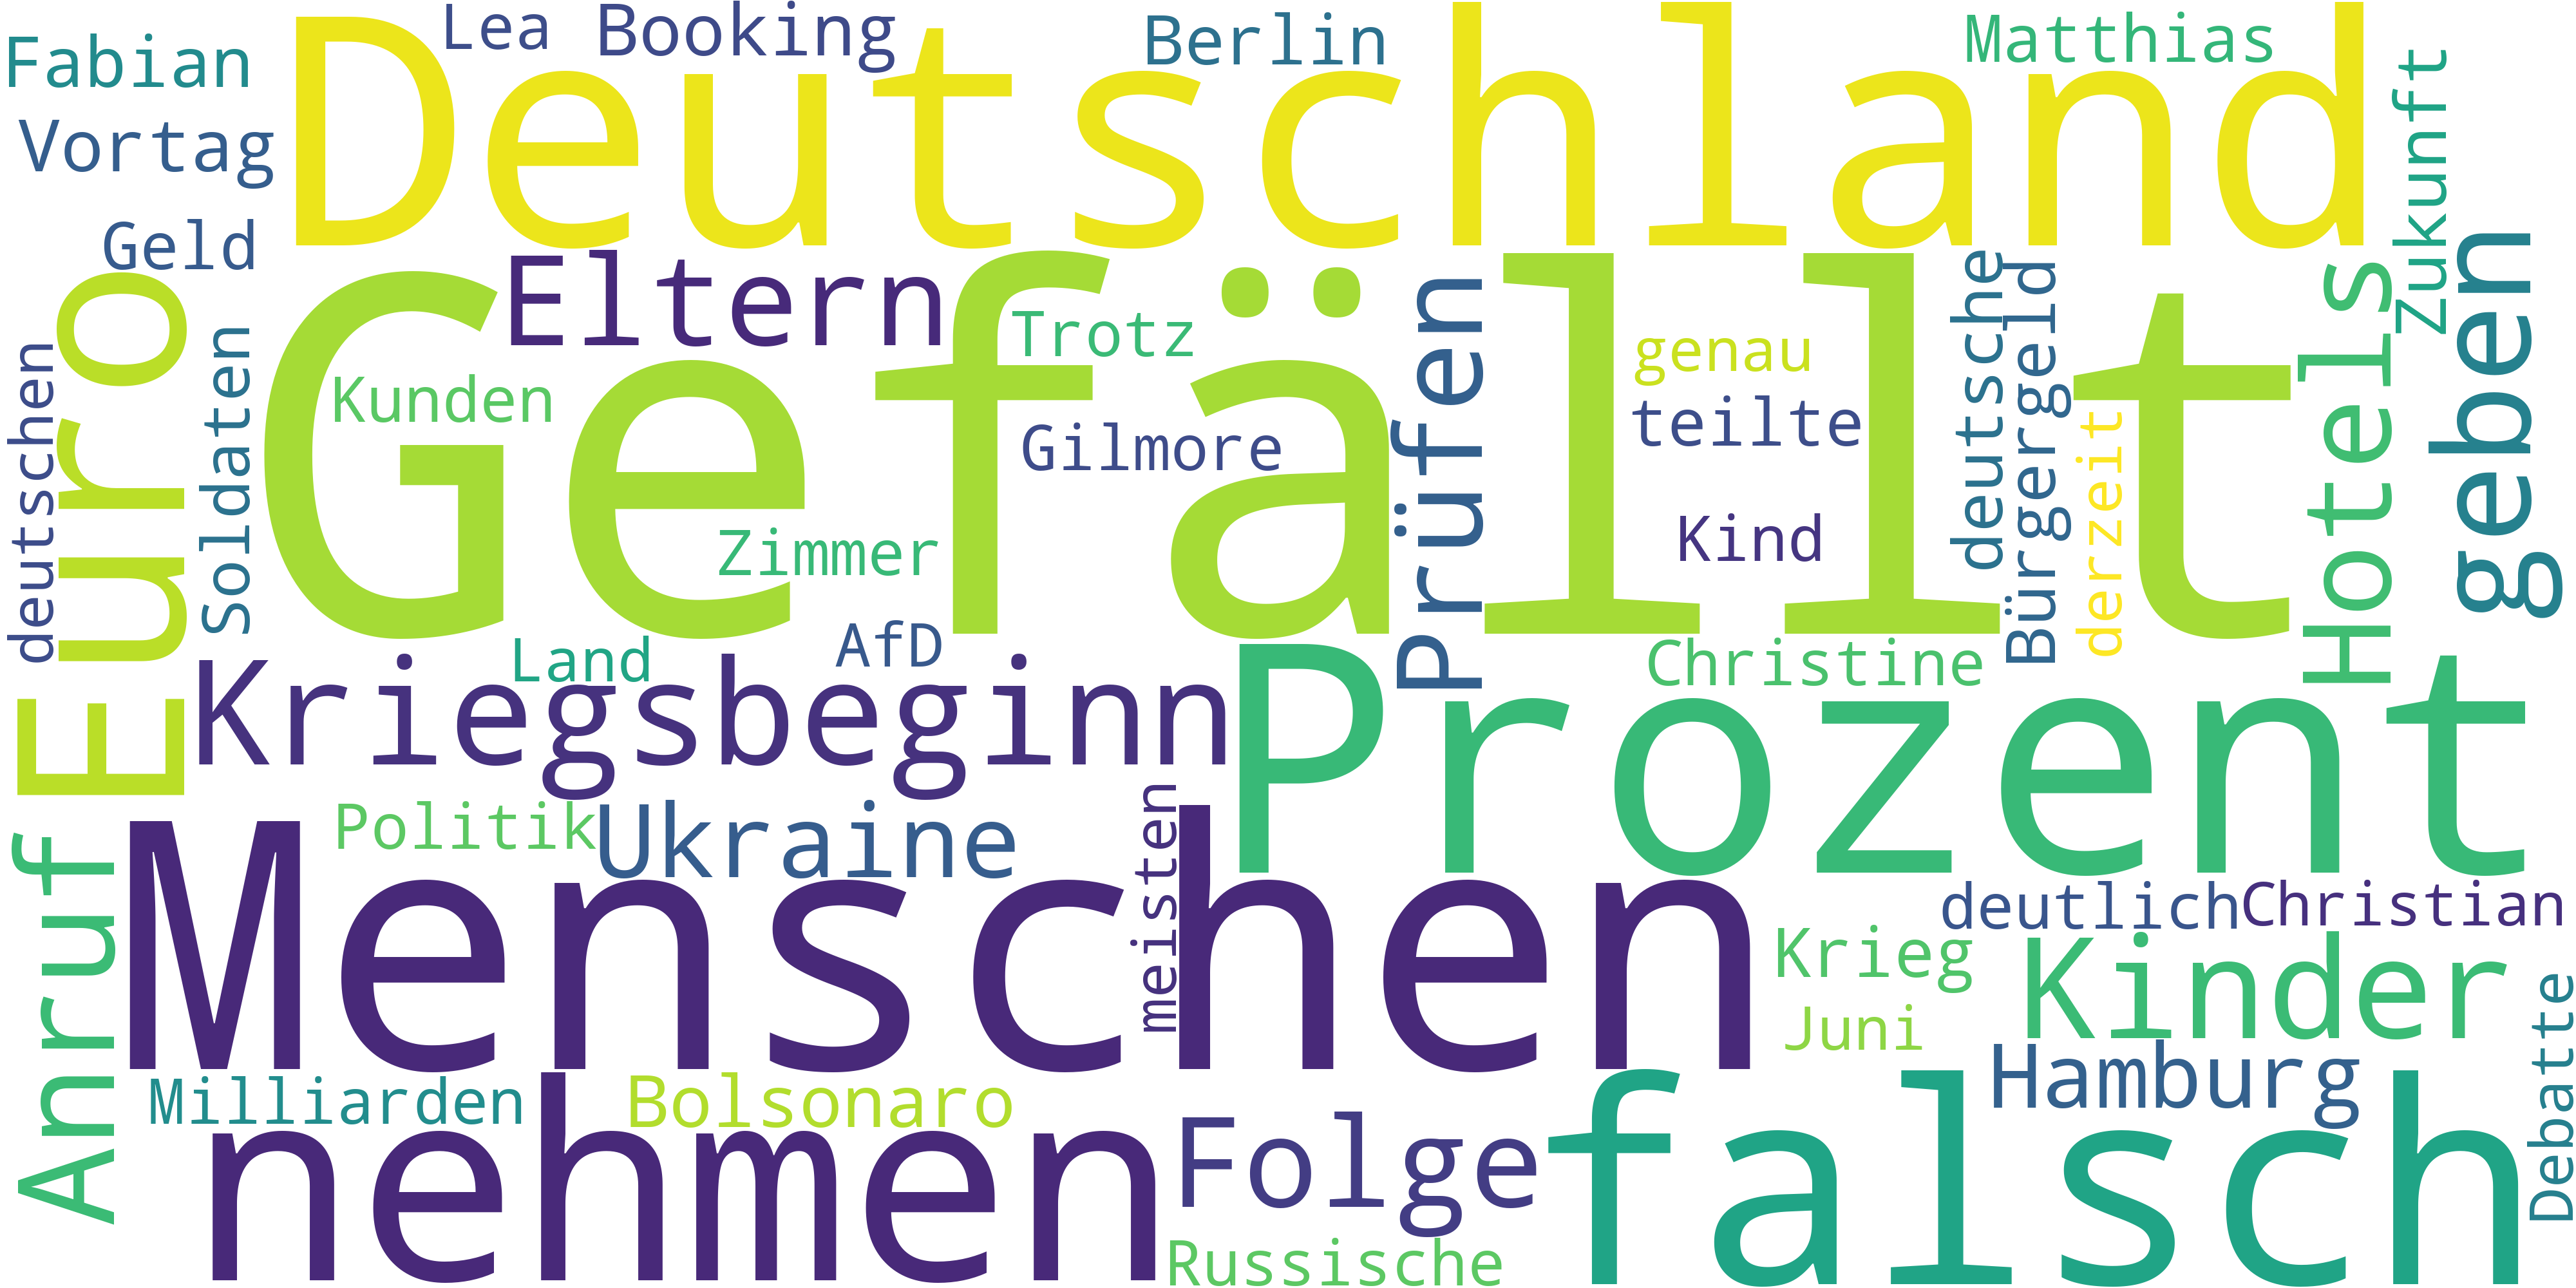 Lea
Booking
Berlin
Matthias
Fabian
Deutschland
Vortag
Zukunft
Geld
Eltern
Gefällt
Euro
geben
Trotz
genau
Prüfen
Hotels
deutsche
Bürgergeld
Kunden
Soldaten
deutschen
Gilmore
teilte
derzeit
Zimmer
Kind
Land
AfD
Christine
Kriegsbeginn
Prozent
Politik
Ukraine
meisten
Menschen
Anruf
deutlich
Christian
Krieg
Kinder
Juni
Hamburg
Debatte
Milliarden
Bolsonaro
nehmen
Folge
falsch
Russische